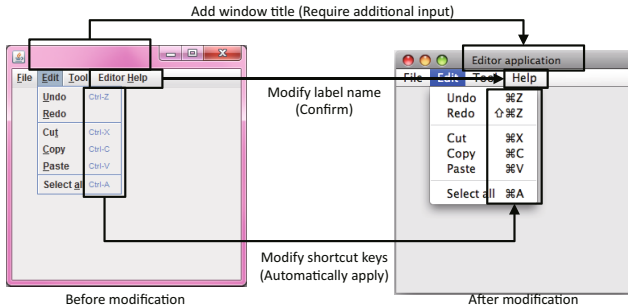 Add window title (Require additional input)
File Edit Tool Editor Help
Undo Ctrl-Z
Redo
Cut Ctrl-X
Copy Ctrl-C
Paste Ctrl-V
Select all Ctrl-A
Modify label name
(Confirm)
Editor application
File Edit Tool Help
Undo ⌘Z
Redo ⇧⌘Z
Cut ⌘X
Copy ⌘C
Paste ⌘V
Select all ⌘A
Modify shortcut keys
(Automatically apply)
Before modification
After modification